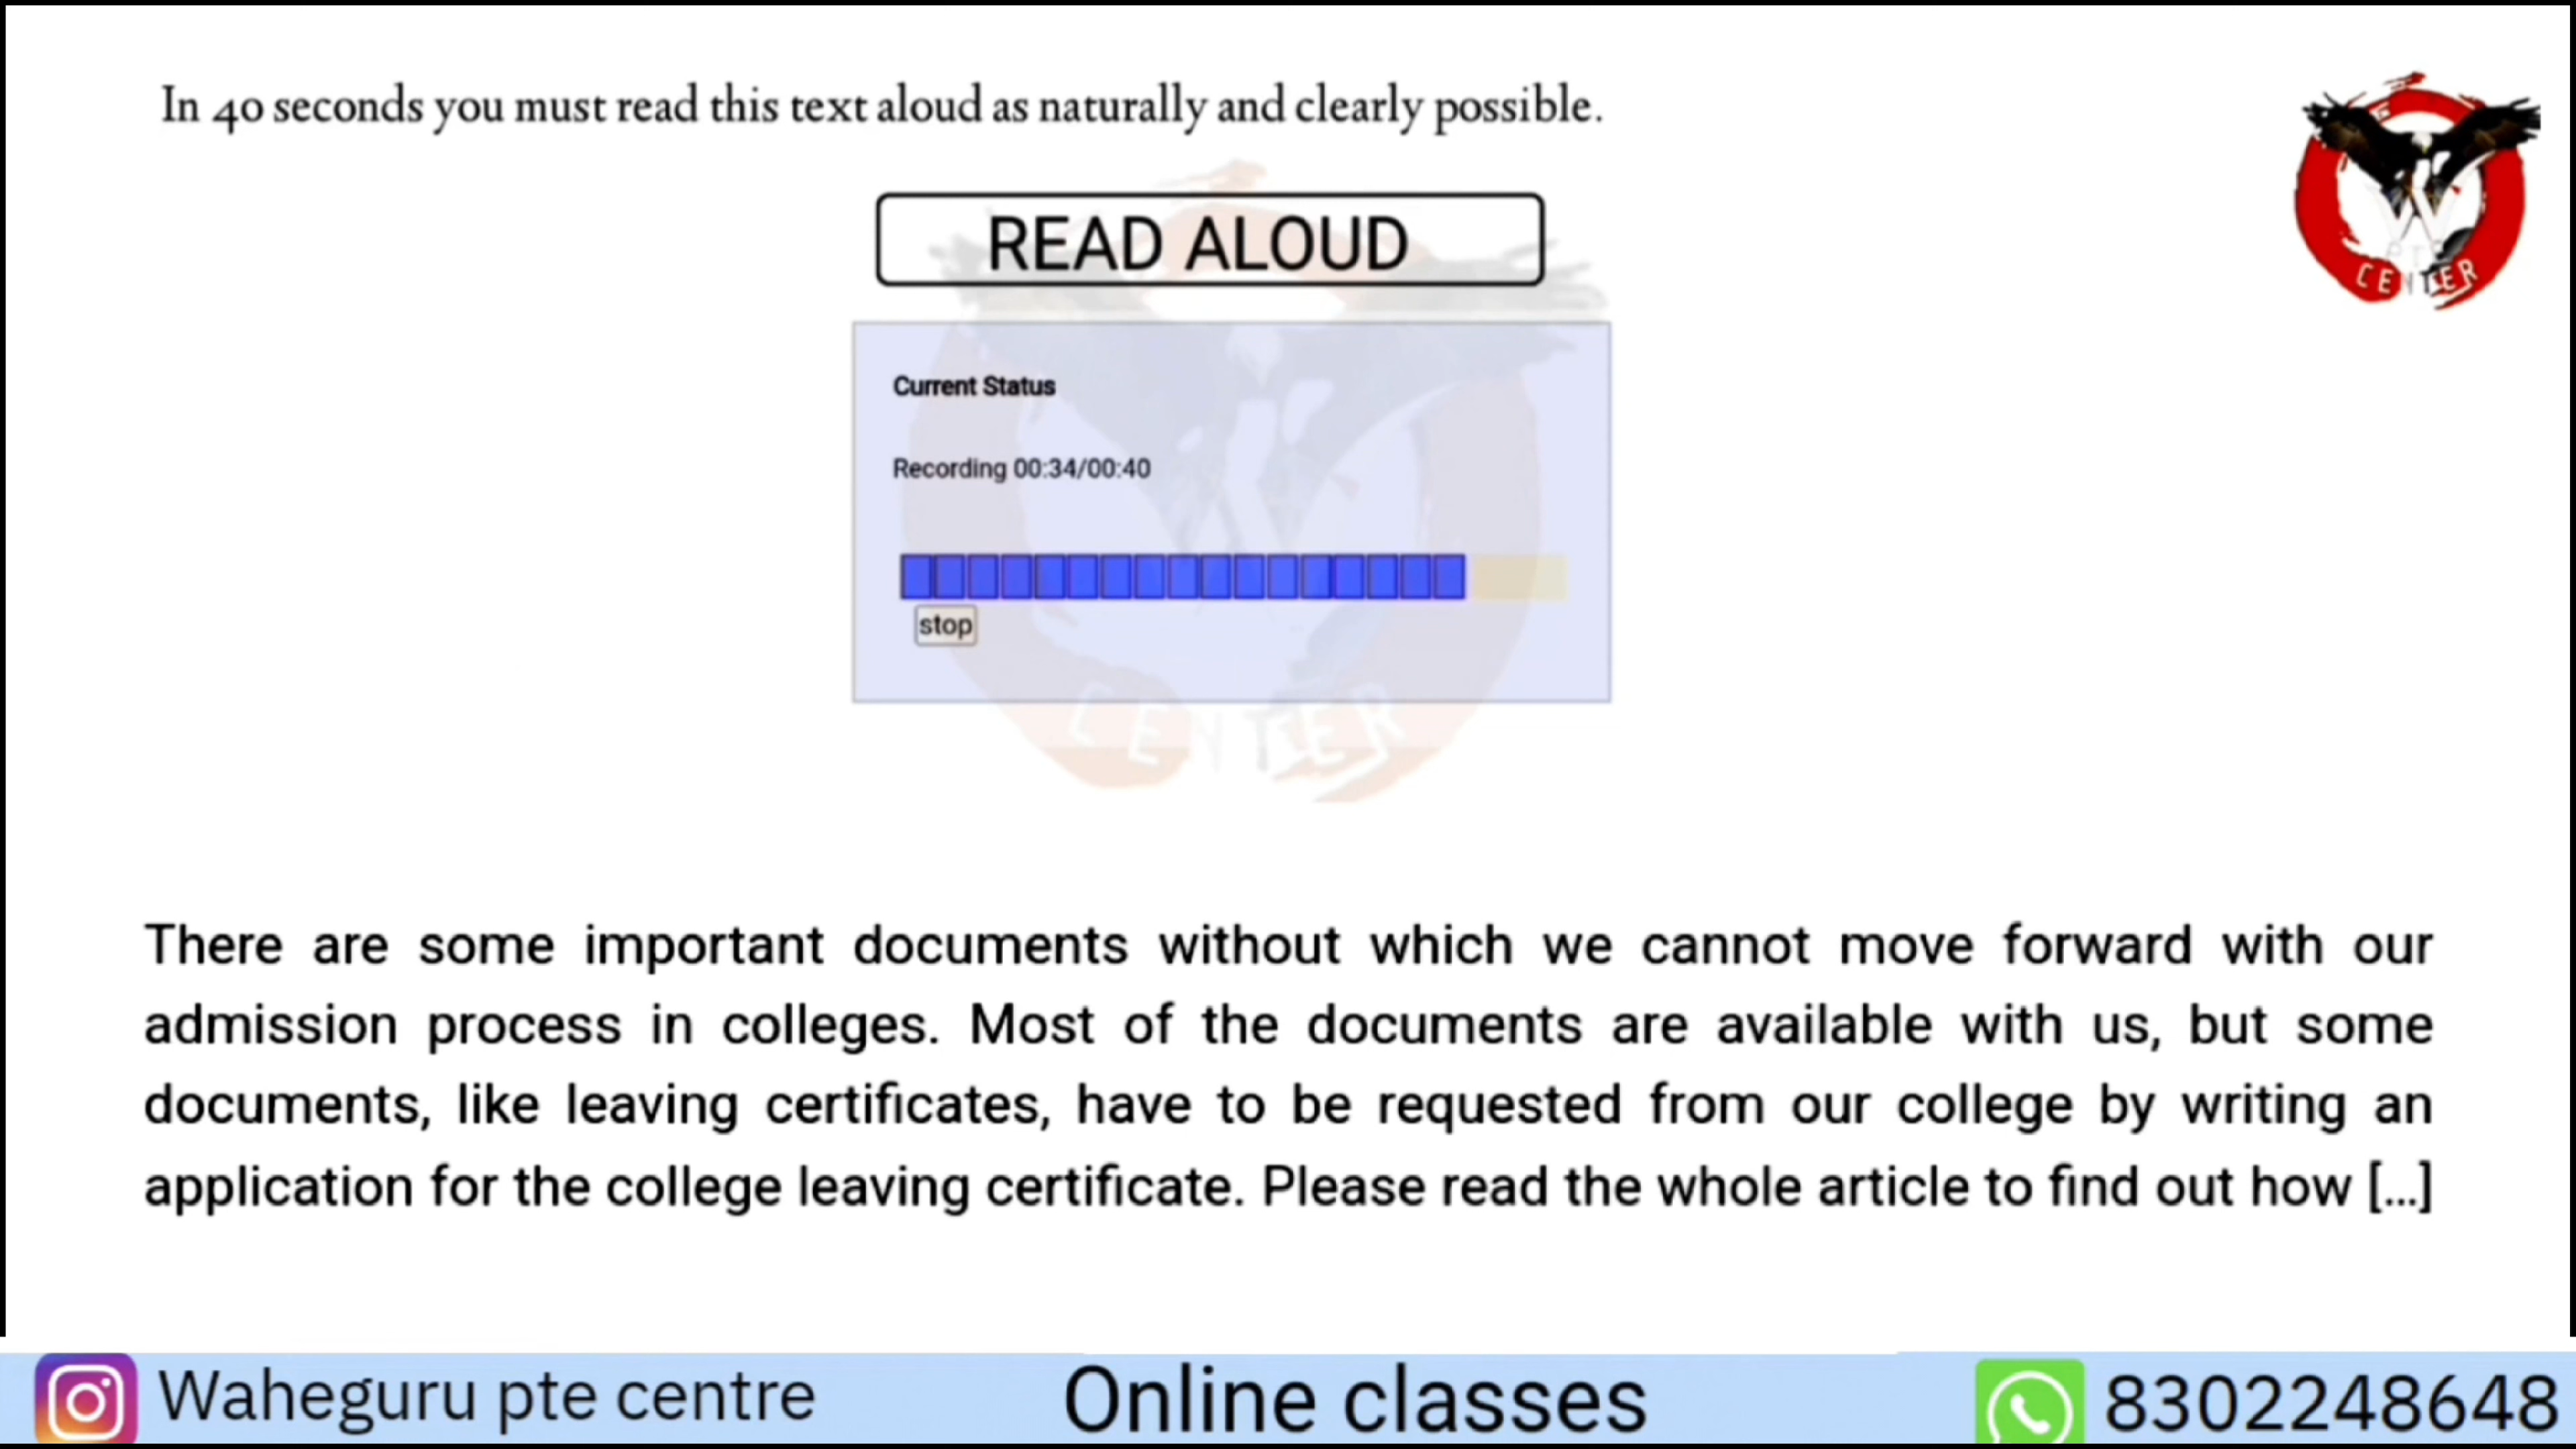 In 40 seconds you must read this text aloud as naturally and clearly possible.
READ ALOUD
Current Status
Recording 00:34/00:40
stop
CENTER
CENTER
There are some important documents without which we cannot move forward with our
admission process in colleges. Most of the documents are available with us, but some
documents, like leaving certificates, have to be requested from our college by writing an
application for the college leaving certificate. Please read the whole article to find out how [...]
Waheguru pte centre
Online classes
8302248648